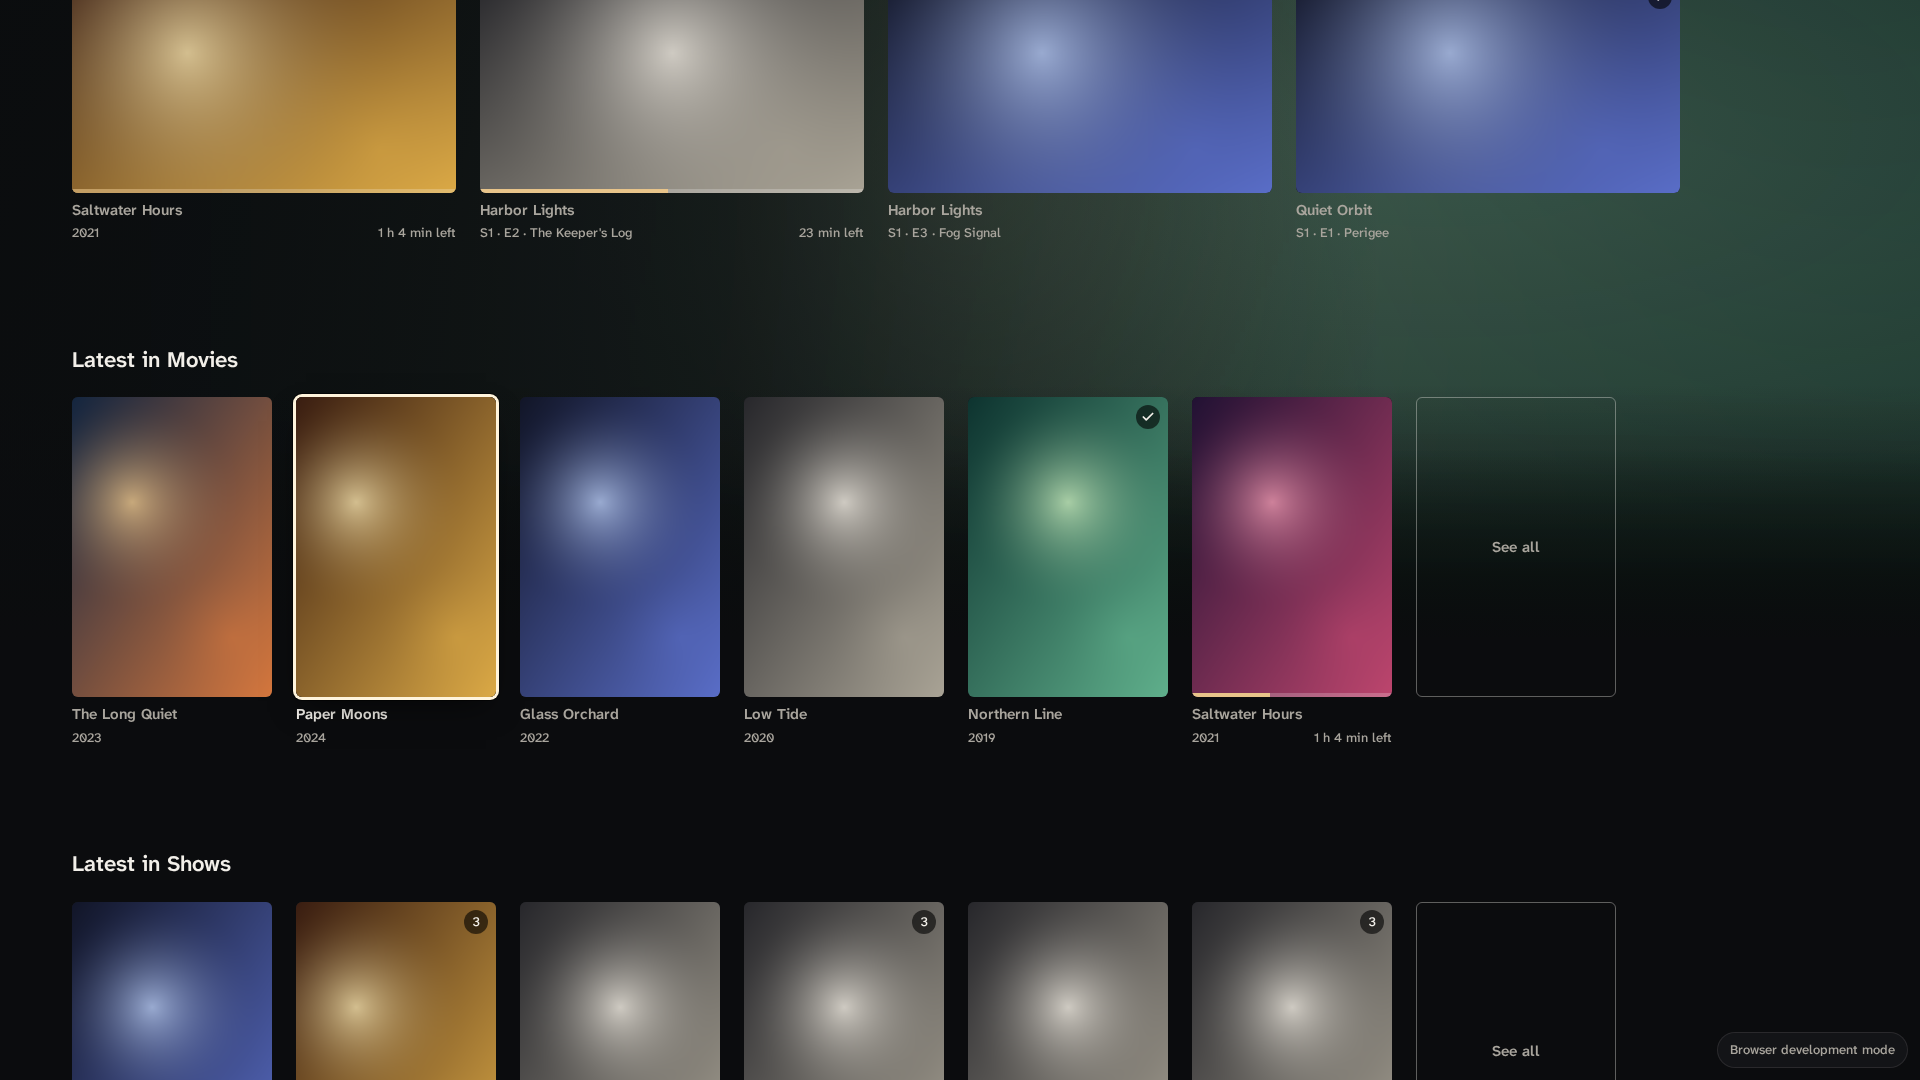 Saltwater Hours
2021
1 h 4 min left
Harbor Lights
S1 · E2 · The Keeper's Log
23 min left
Harbor Lights
S1 · E3 · Fog Signal
Quiet Orbit
S1 · E1 · Perigee
Latest in Movies
The Long Quiet
2023
Paper Moons
2024
Glass Orchard
2022
Low Tide
2020
Northern Line
2019
Saltwater Hours
2021
1 h 4 min left
See all
Latest in Shows
3
3
3
See all
Browser development mode